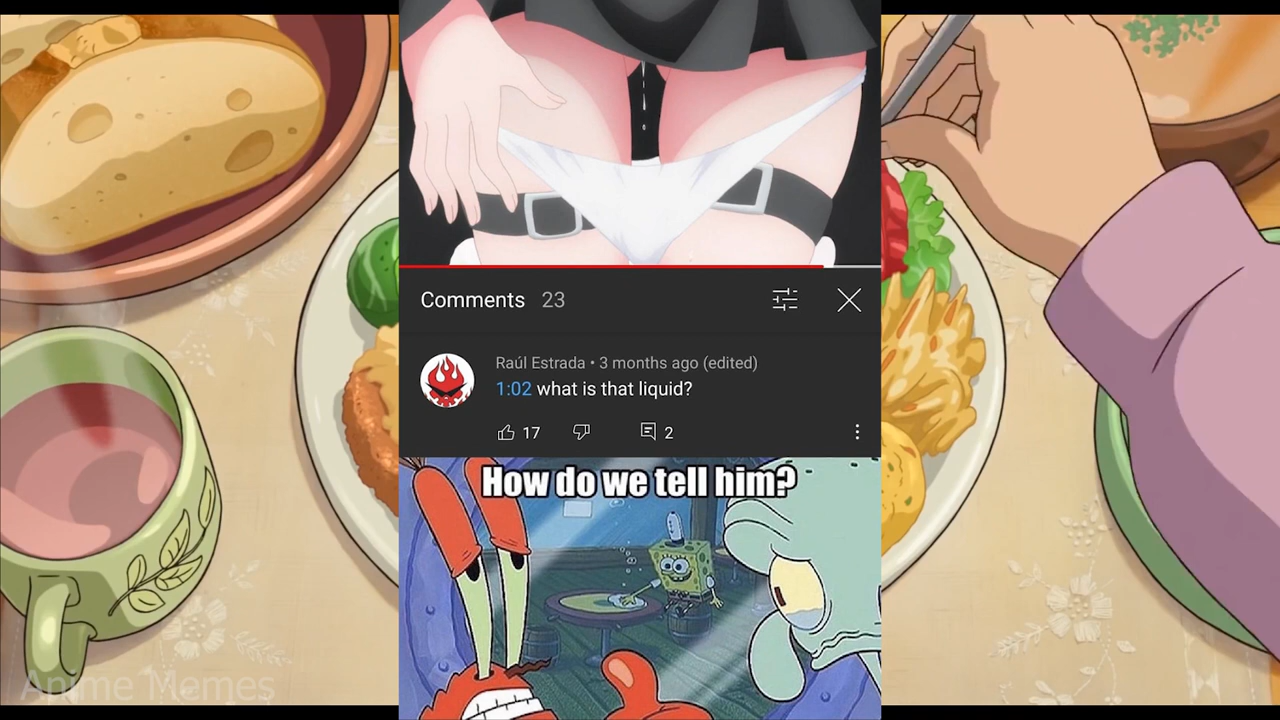 Comments 23
Raúl Estrada • 3 months ago (edited)
1:02 what is that liquid?
17 2
How do we tell him?
Anime Memes